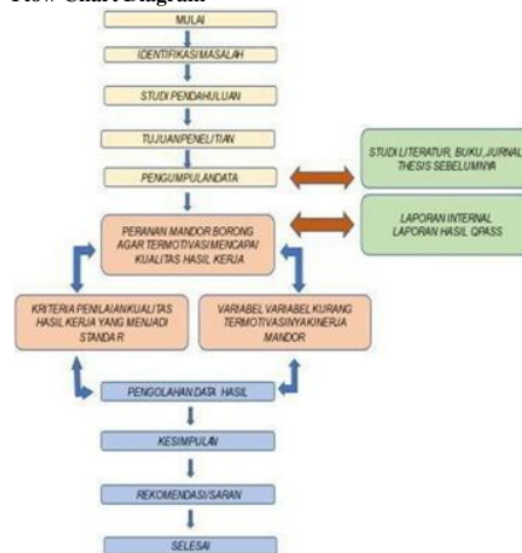 Flow Chart Diagram
MULAI
IDENTIFIKASI MASALAH
STUDI PENDAHULUAN
TUJUAN PENELITIAN
PENGUMPULAN DATA
STUDI LITERATUR, BUKU, JURNAL,
THESIS SEBELUMNYA
PERANAN MANDOR BORONG
AGAR TERMOTIVASI MENCAPAI
KUALITAS HASIL KERJA
LAPORAN INTERNAL
LAPORAN HASIL QPASS
KRITERIA PENILAIAN KUALITAS
HASIL KERJA YANG MENJADI
STANDAR
VARIABEL VARIABEL KURANG
TERMOTIVASINYA KINERJA
MANDOR
PENGOLAHAN DATA HASIL
KESIMPULAN
REKOMENDASI/SARAN
SELESAI